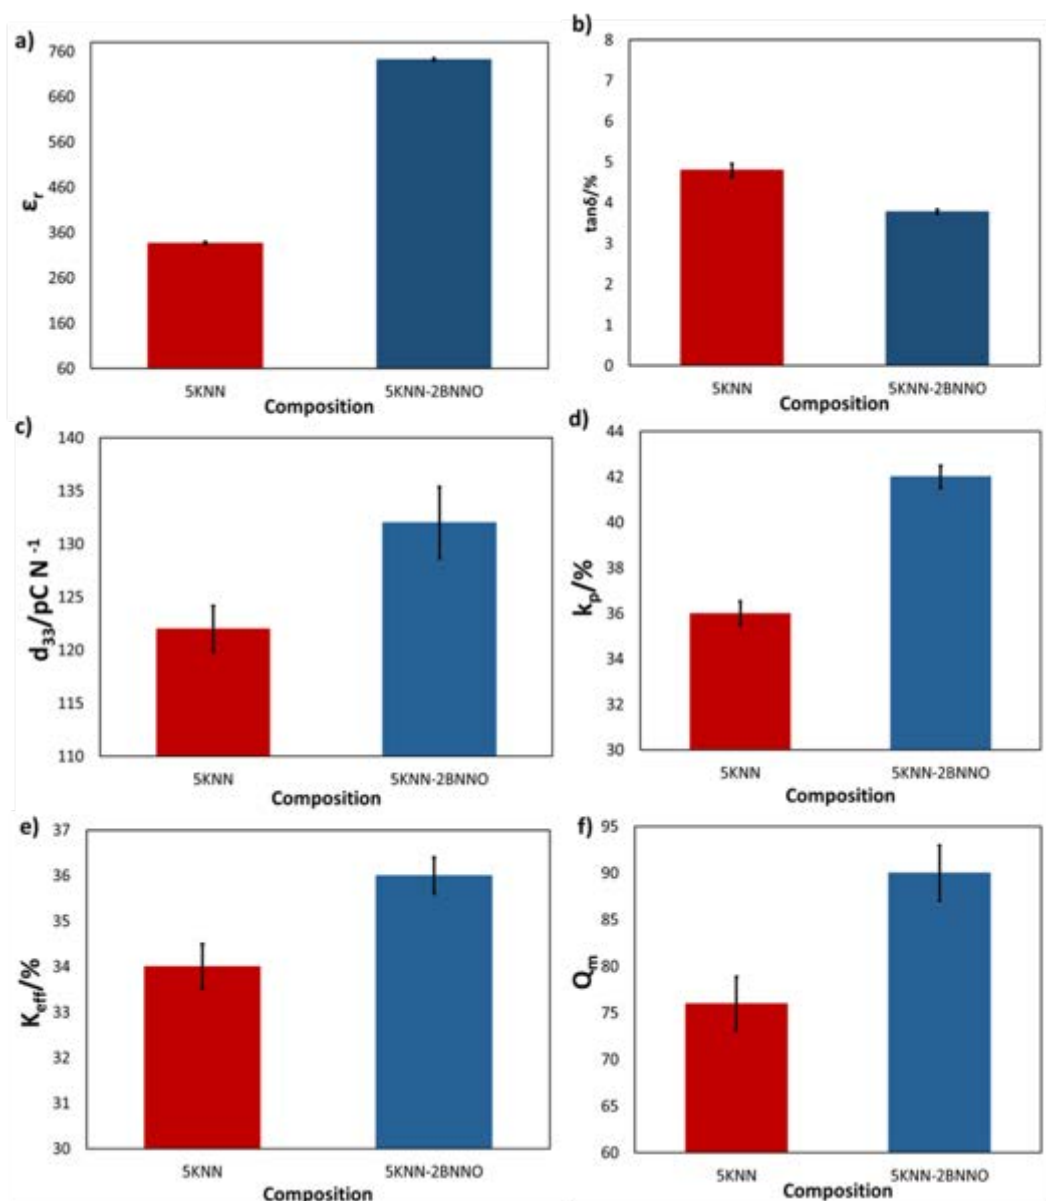 a)
760
660
560
460
360
260
160
60
εr
5KNN
5KNN-2BNNO
Composition
b)
8
7
6
5
4
3
2
1
0
tanδ/%
5KNN
5KNN-2BNNO
Composition
c)
140
135
130
125
120
115
110
d33/pC N -1
5KNN
5KNN-2BNNO
Composition
d)
44
42
40
38
36
34
32
30
kp/%
5KNN
5KNN-2BNNO
Composition
e)
37
36
35
34
33
32
31
30
Keff/%
5KNN
5KNN-2BNNO
Composition
f)
95
90
85
80
75
70
65
60
Qm
5KNN
5KNN-2BNNO
Composition